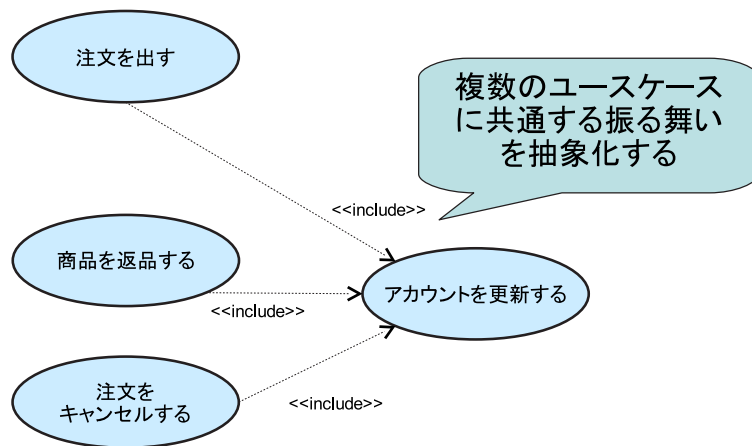 注文を出す
複数のユースケース
に共通する振る舞い
を抽象化する
<<include>>
商品を返品する
アカウントを更新する
<<include>>
注文を
キャンセルする
<<include>>